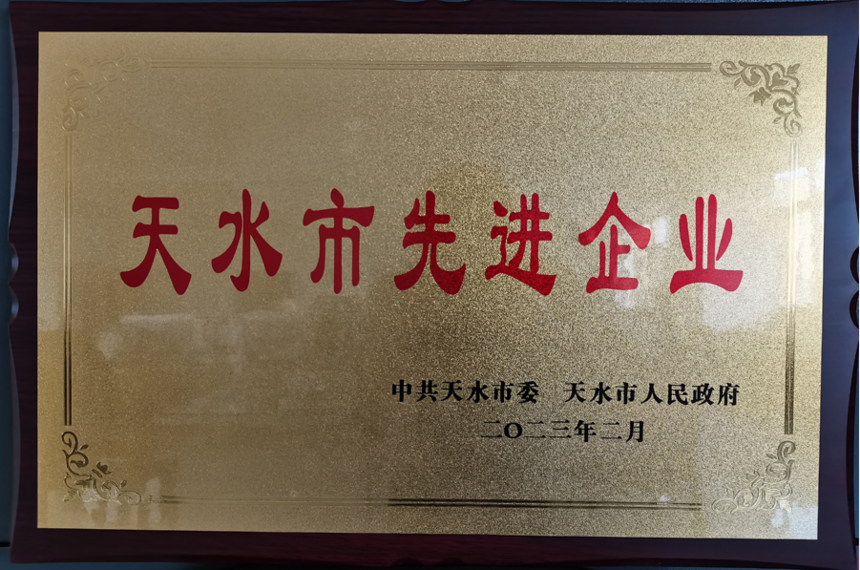 天水市先进企业
中共天水市委 天水市人民政府
二〇二三年二月